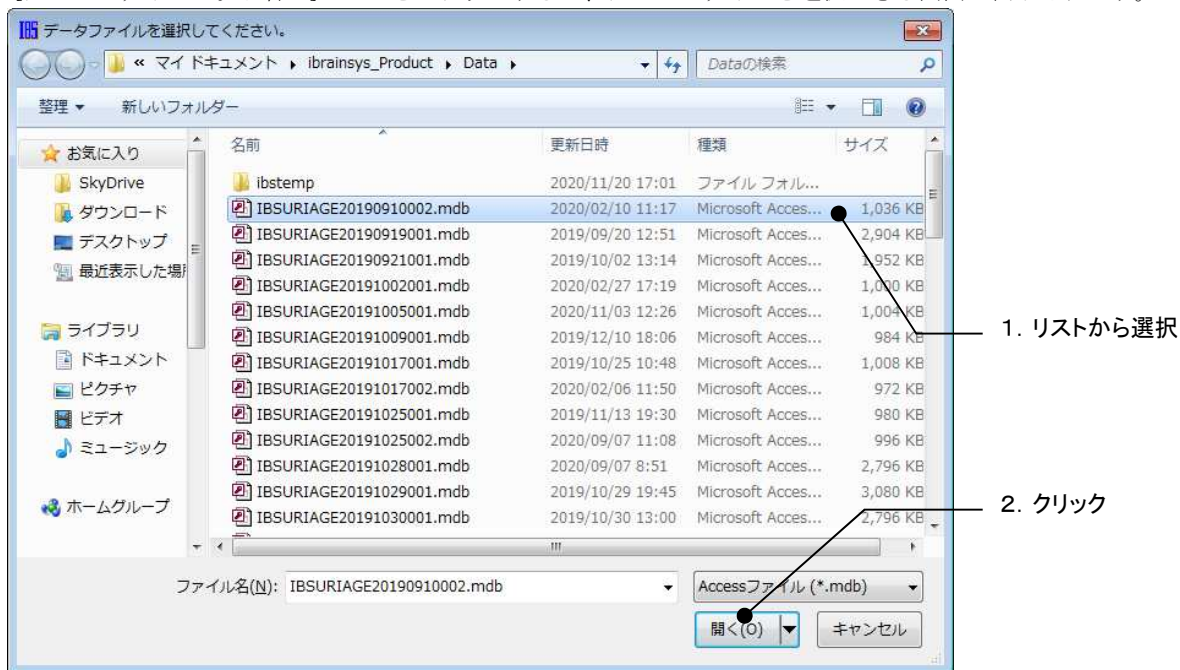 IBS データファイルを選択してください。
« マイ ドキュメント ▸ ibrainsys_Product ▸ Data ▸ Dataの検索
整理 ▼ 新しいフォルダー
名前 更新日時 種類 サイズ
お気に入り
SkyDrive
ダウンロード
デスクトップ
最近表示した場所
ライブラリ
ドキュメント
ピクチャ
ビデオ
ミュージック
ホームグループ
ibstemp 2020/11/20 17:01 ファイル フォル...
IBSURIAGE20190910002.mdb 2020/02/10 11:17 Microsoft Acces... 1,036 KB
IBSURIAGE20190919001.mdb 2019/09/20 12:51 Microsoft Acces... 2,904 KB
IBSURIAGE20190921001.mdb 2019/10/02 13:14 Microsoft Acces... 1,952 KB
IBSURIAGE20191002001.mdb 2020/02/27 17:19 Microsoft Acces... KB
IBSURIAGE20191005001.mdb 2020/11/03 12:26 Microsoft Acces... 1,004 KB
IBSURIAGE20191009001.mdb 2019/12/10 18:06 Microsoft Acces... 984 KB
IBSURIAGE20191017001.mdb 2019/10/25 10:48 Microsoft Acces... 1,008 KB
IBSURIAGE20191017002.mdb 2020/02/06 11:50 Microsoft Acces... 972 KB
IBSURIAGE20191025001.mdb 2019/11/13 19:30 Microsoft Acces... 980 KB
IBSURIAGE20191025002.mdb 2020/09/07 11:08 Microsoft Acces... 996 KB
IBSURIAGE20191028001.mdb 2020/09/07 8:51 Microsoft Acces... 2,796 KB
IBSURIAGE20191029001.mdb 2019/10/29 19:45 Microsoft Acces... 3,080 KB
IBSURIAGE20191030001.mdb 2019/10/30 13:00 Microsoft Acces... 2,796 KB
1．リストから選択
2．クリック
ファイル名(N): IBSURIAGE20190910002.mdb Accessファイル (*.mdb)
開く(O) キャンセル